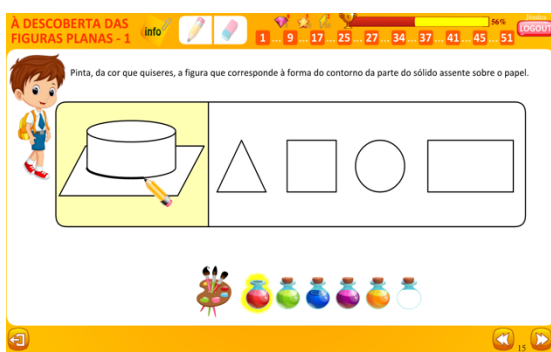 À DESCOBERTA DAS
FIGURAS PLANAS - 1
info
56%
LOGOUT
1 ... 9 ... 17 ... 25 ... 27 ... 34 ... 37 ... 41 ... 45 ... 51
Pinta, da cor que quiseres, a figura que corresponde à forma do contorno da parte do sólido assente sobre o papel.
15